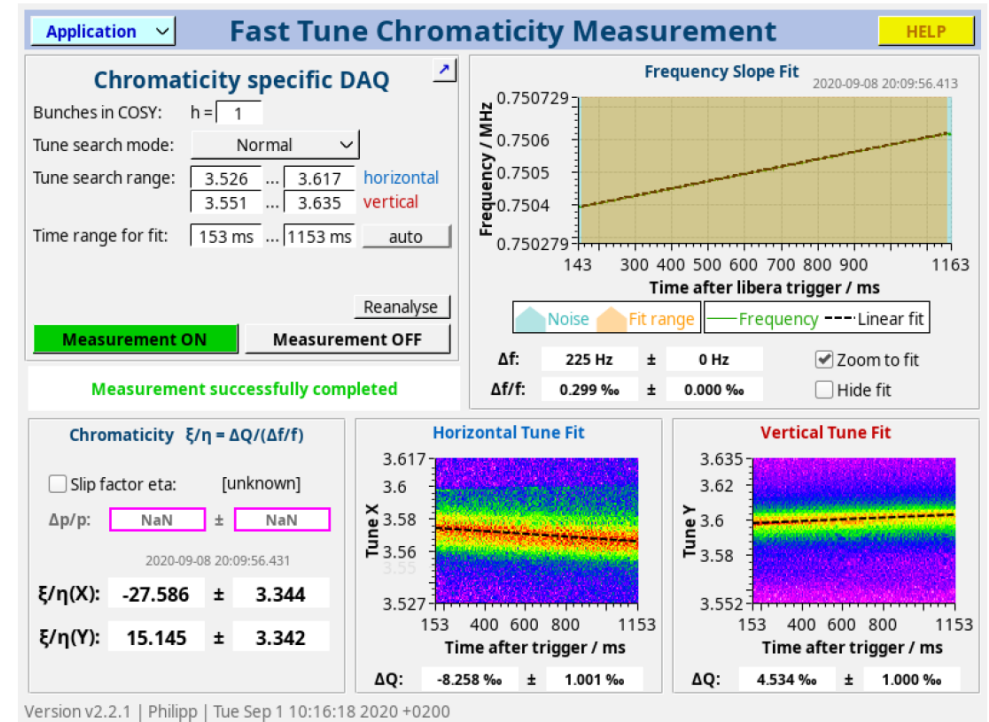 Application Fast Tune Chromaticity Measurement HELP
Chromaticity specific DAQ
Bunches in COSY: h = 1
Tune search mode: Normal
Tune search range: 3.526 ... 3.617 horizontal
3.551 ... 3.635 vertical
Time range for fit: 153 ms ... 1153 ms auto
Reanalyse
Measurement ON Measurement OFF
Measurement successfully completed
Frequency Slope Fit
2020-09-08 20:09:56.413
Frequency / MHz
0.750729
0.7506
0.7505
0.7504
0.750279
143 300 400 500 600 700 800 900 1163
Time after libera trigger / ms
Noise Fit range Frequency Linear fit
Δf: 225 Hz ± 0 Hz Zoom to fit
Δf/f: 0.299 ‰ ± 0.000 ‰ Hide fit
Chromaticity ξ/η = ΔQ/(Δf/f)
Slip factor eta: [unknown]
Δp/p: NaN ± NaN
2020-09-08 20:09:56.431
ξ/η(X): -27.586 ± 3.344
ξ/η(Y): 15.145 ± 3.342
Horizontal Tune Fit
Tune X
3.617
3.6
3.58
3.56
3.55
3.527
153 400 600 800 1153
Time after trigger / ms
ΔQ: -8.258 ‰ ± 1.001 ‰
Vertical Tune Fit
Tune Y
3.635
3.62
3.6
3.58
3.552
153 400 600 800 1153
Time after trigger / ms
ΔQ: 4.534 ‰ ± 1.000 ‰
Version v2.2.1 | Philipp | Tue Sep 1 10:16:18 2020 +0200